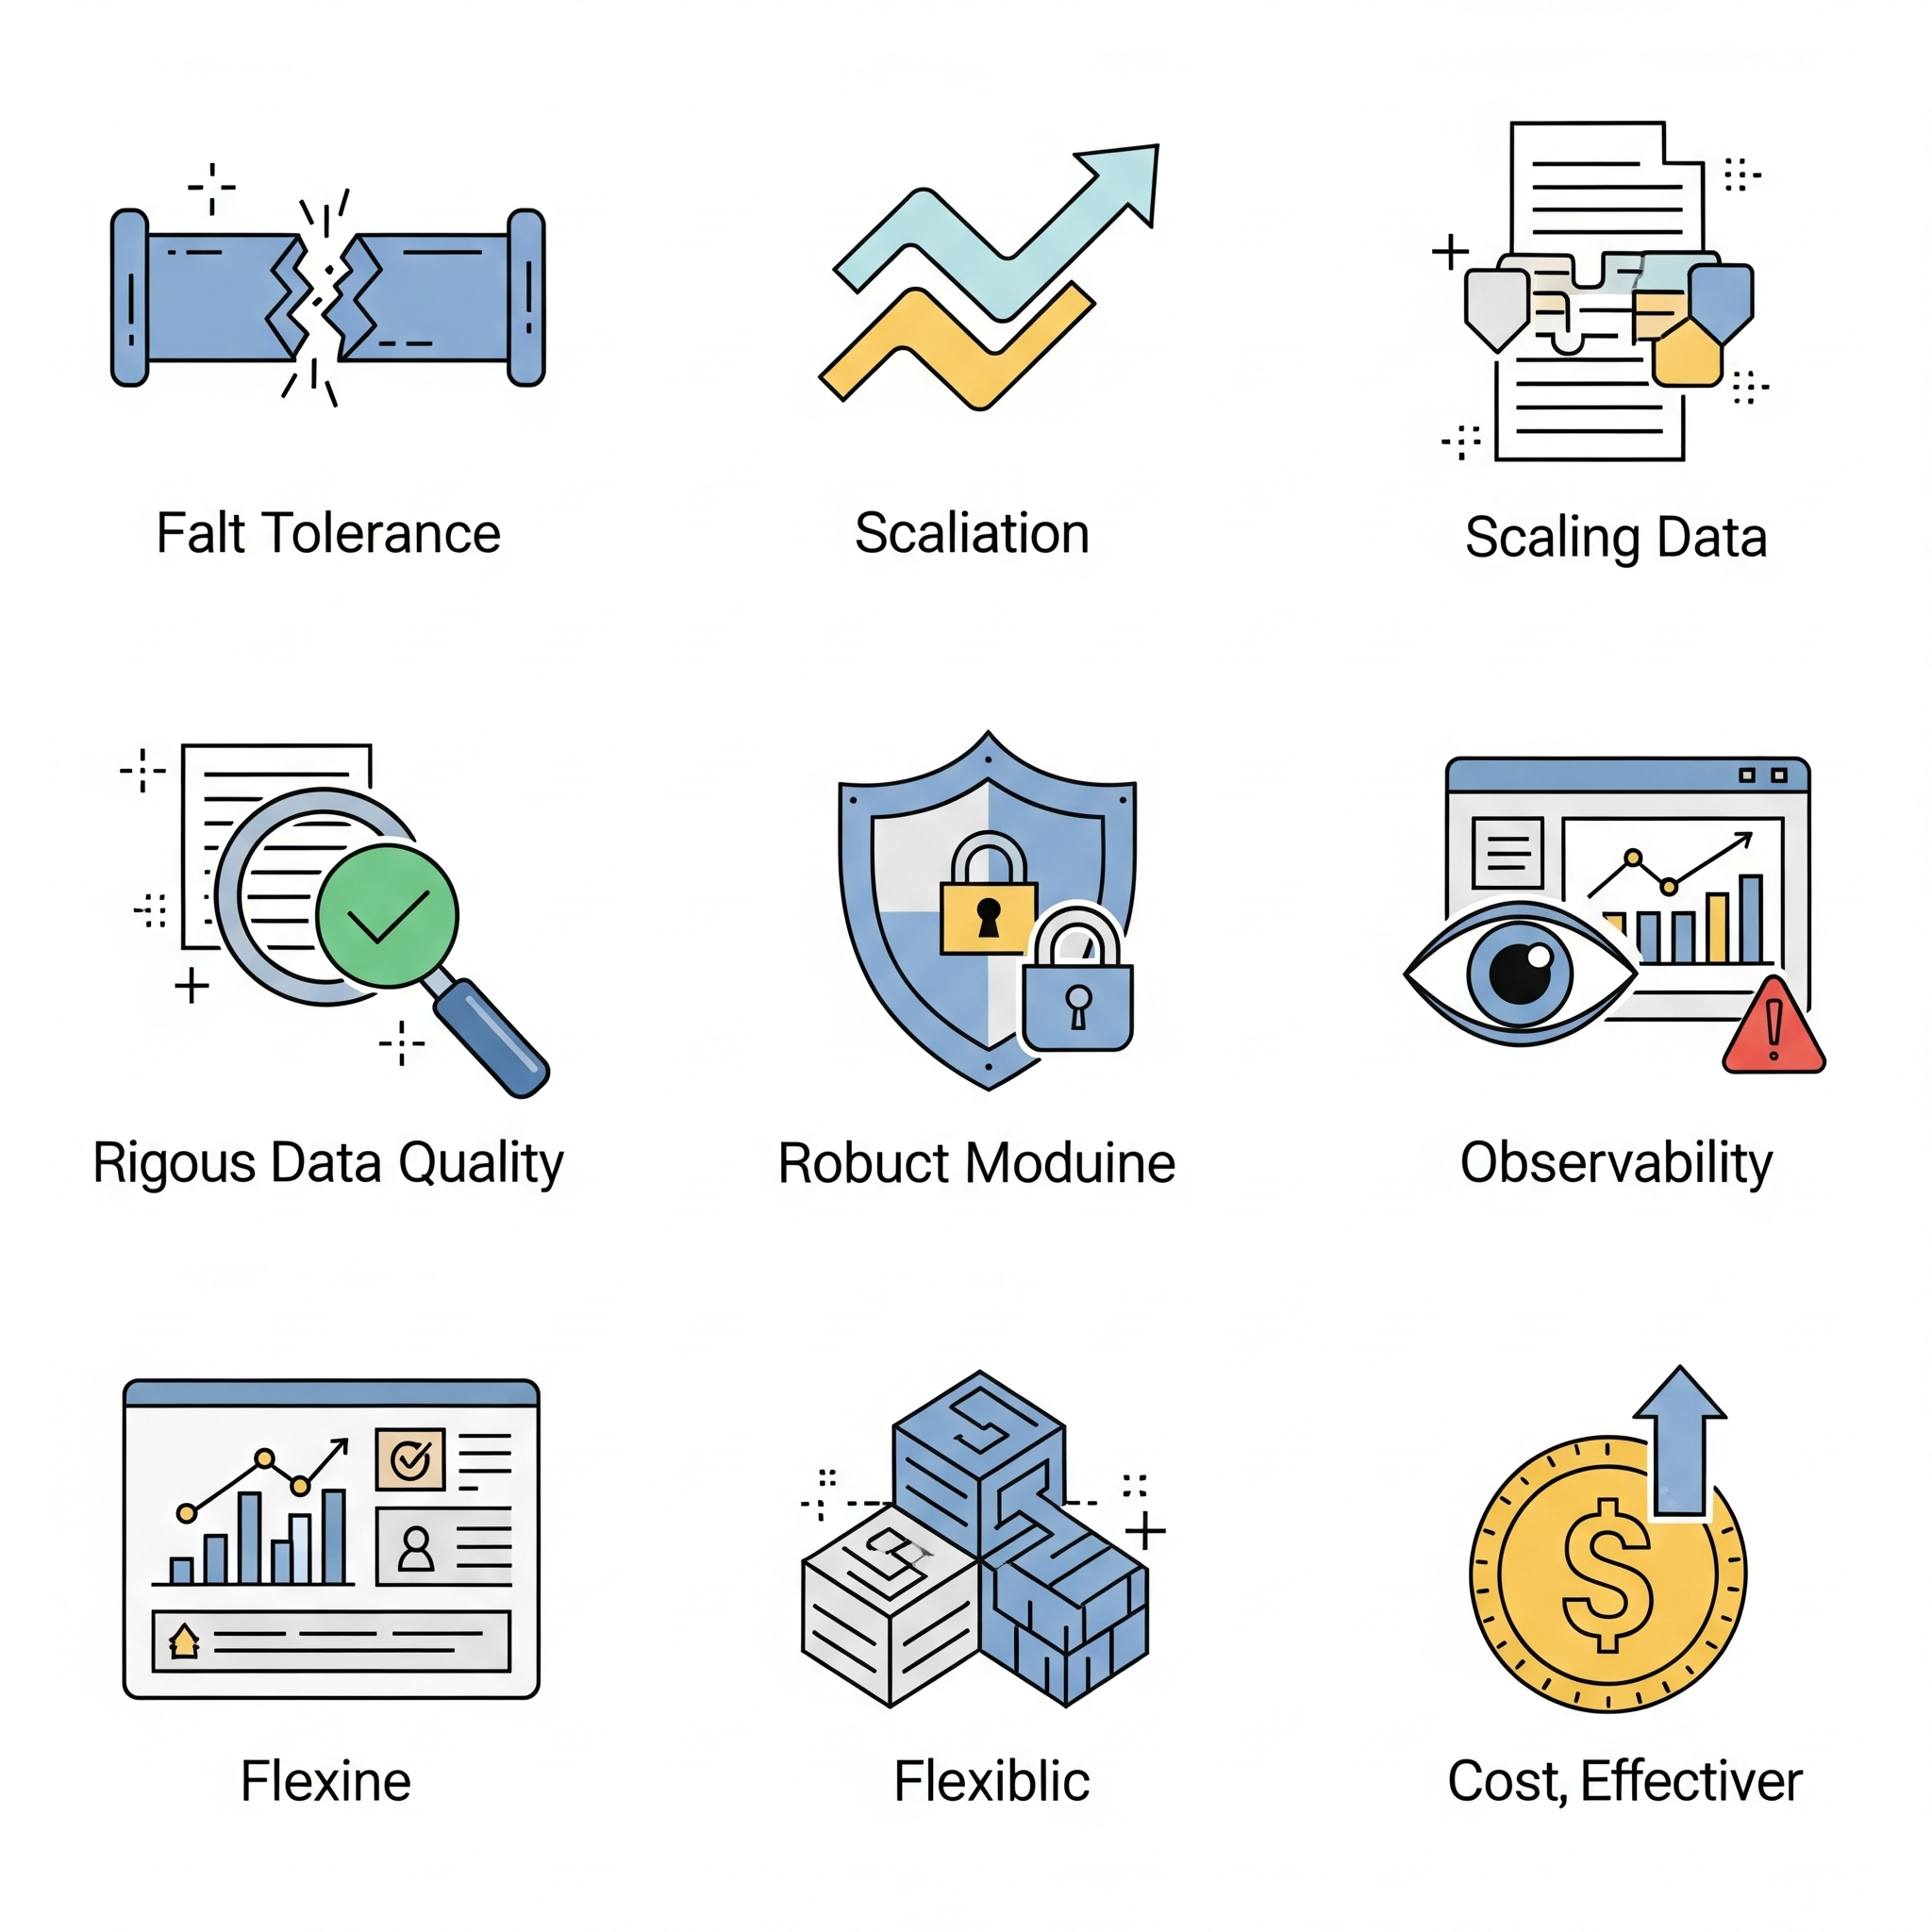 Falt Tolerance
Scaliation
Scaling Data
Rigous Data Quality
Robuct Moduine
Observability
Flexine
Flexiblic
$
Cost, Effectiver